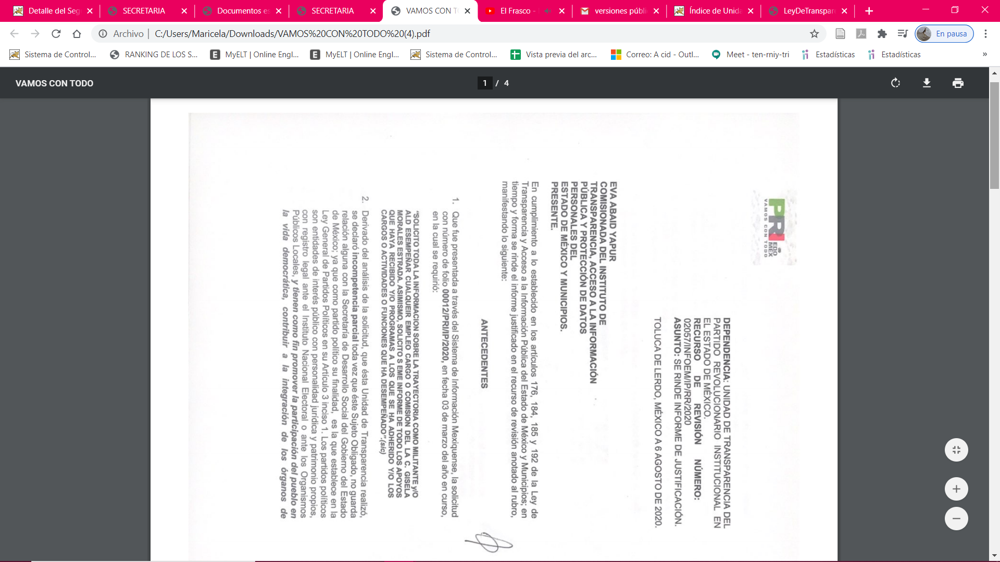 Detalle del Seg
SECRETARIA
Documentos es
SECRETARIA
VAMOS CON TO
El Frasco -
versiones públi
Índice de Unida
LeyDeTranspare
Archivo
C:/Users/Maricela/Downloads/VAMOS%20CON%20TODO%20(4).pdf
En pausa
Sistema de Control...
RANKING DE LOS S...
MyELT | Online Engl...
MyELT | Online Engl...
Sistema de Control...
Vista previa del arc...
Correo: A cid - Outl...
Meet - ten-rniy-tri
Estadísticas
Estadísticas
»
VAMOS CON TODO
1 / 4
PRI
EDO
MÉX
VAMOS CON TODO
DEPENDENCIA: UNIDAD DE TRANSPARENCIA DEL
PARTIDO REVOLUCIONARIO INSTITUCIONAL EN
EL ESTADO DE MÉXICO.
RECURSO DE REVISIÓN NÚMERO:
02057/INFOEM/IP/RR/2020
ASUNTO: SE RINDE INFORME DE JUSTIFICACIÓN.
TOLUCA DE LERDO, MÉXICO A 6 AGOSTO DE 2020.
EVA ABAID YAPUR
COMISIONADA DEL INSTITUTO DE
TRANSPARENCIA, ACCESO A LA INFORMACIÓN
PÚBLICA Y PROTECCIÓN DE DATOS
PERSONALES DEL
ESTADO DE MÉXICO Y MUNICIPIOS.
PRESENTE.
En cumplimiento a lo establecido en los artículos 176, 184, 185 y 192 de la Ley de
Transparencia y Acceso a la Información Pública del Estado de México y Municipios; en
tiempo y forma se rinde el informe justificado en el recurso de revisión anotado al rubro,
manifestando lo siguiente:
ANTECEDENTES
1. Que fue presentada a través del Sistema de Información Mexiquense, la solicitud
con número de folio 00012/PRI/IP/2020, en fecha 03 de marzo del año en curso,
en la cual se requirió:
“SOLICITO TODA LA INFORMACION SOBRE LA TRAYECTORIA COMO MILITANTE y/O
ALD ESEMPEÑAR CUALQUEIR EMPLEO CARGO O COMISION DEL LA C. GISELA
MORALES ESTRADA. ASIMISMO, SOLICITO S EME INFORME DE TODO LOS APOYOS
QUE HAYA RECIBIDO Y/O PROGRAMAS A LOS QUE SE HA ADHERIDO Y/O LOS
CARGOS O ACTIVIDADES O FUNCIONES QUE HA DESEMPEÑADO”.(sic)
2. Derivado del análisis de la solicitud, que ésta Unidad de Transparencia realizó,
se declaró incompetencia parcial toda vez que éste Sujeto Obligado, no guarda
relación alguna con la Secretaría de Desarrollo Social del Gobierno del Estado
de México; ya que como partido político su finalidad, es la que establece en la
Ley General de Partidos Políticos en su Artículo 3 inciso 1. Los partidos políticos
son entidades de interés público con personalidad jurídica y patrimonio propios,
con registro legal ante el Instituto Nacional Electoral o ante los Organismos
Públicos Locales, y tienen como fin promover la participación del pueblo en
la vida democrática, contribuir a la integración de los órganos de